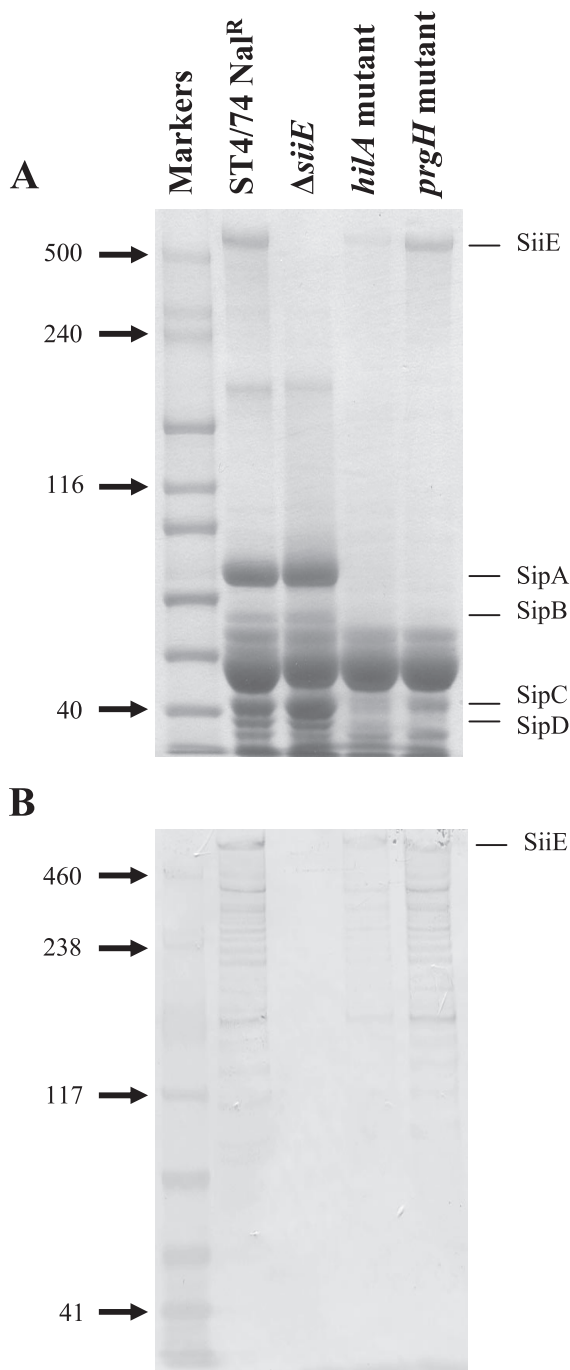 Markers
ST4/74 Nalᴿ
ΔsiiE
hilA mutant
prgH mutant
A
500
SiiE
240
116
SipA
SipB
SipC
40
SipD
B
SiiE
460
238
117
41